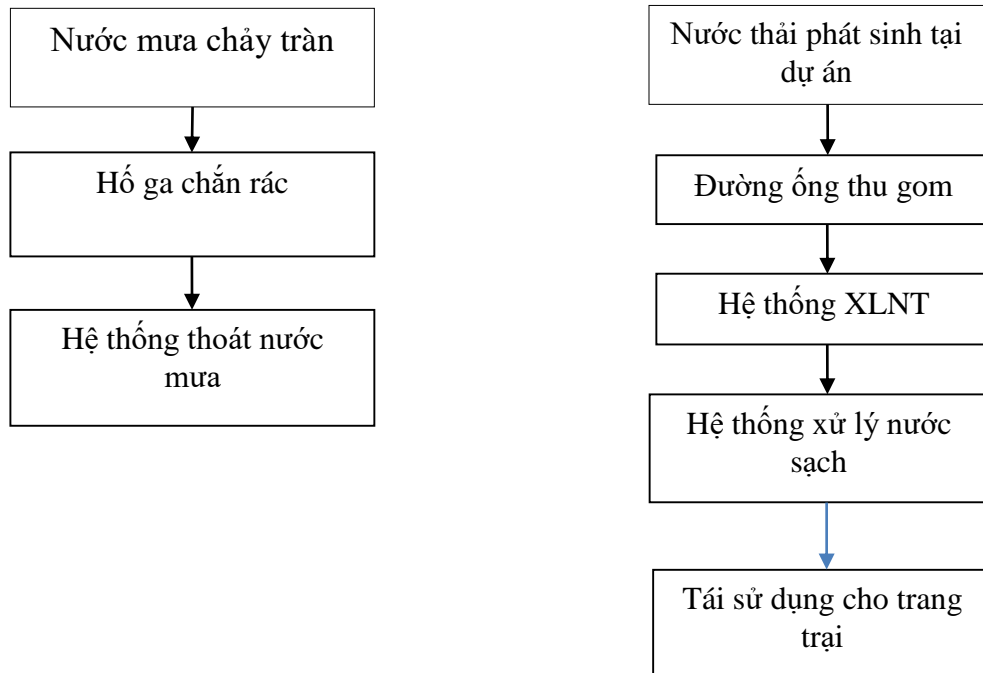 Nước mưa chảy tràn
Hố ga chắn rác
Hệ thống thoát nước
mưa
Nước thải phát sinh tại
dự án
Đường ống thu gom
Hệ thống XLNT
Hệ thống xử lý nước
sạch
Tái sử dụng cho trang
trại